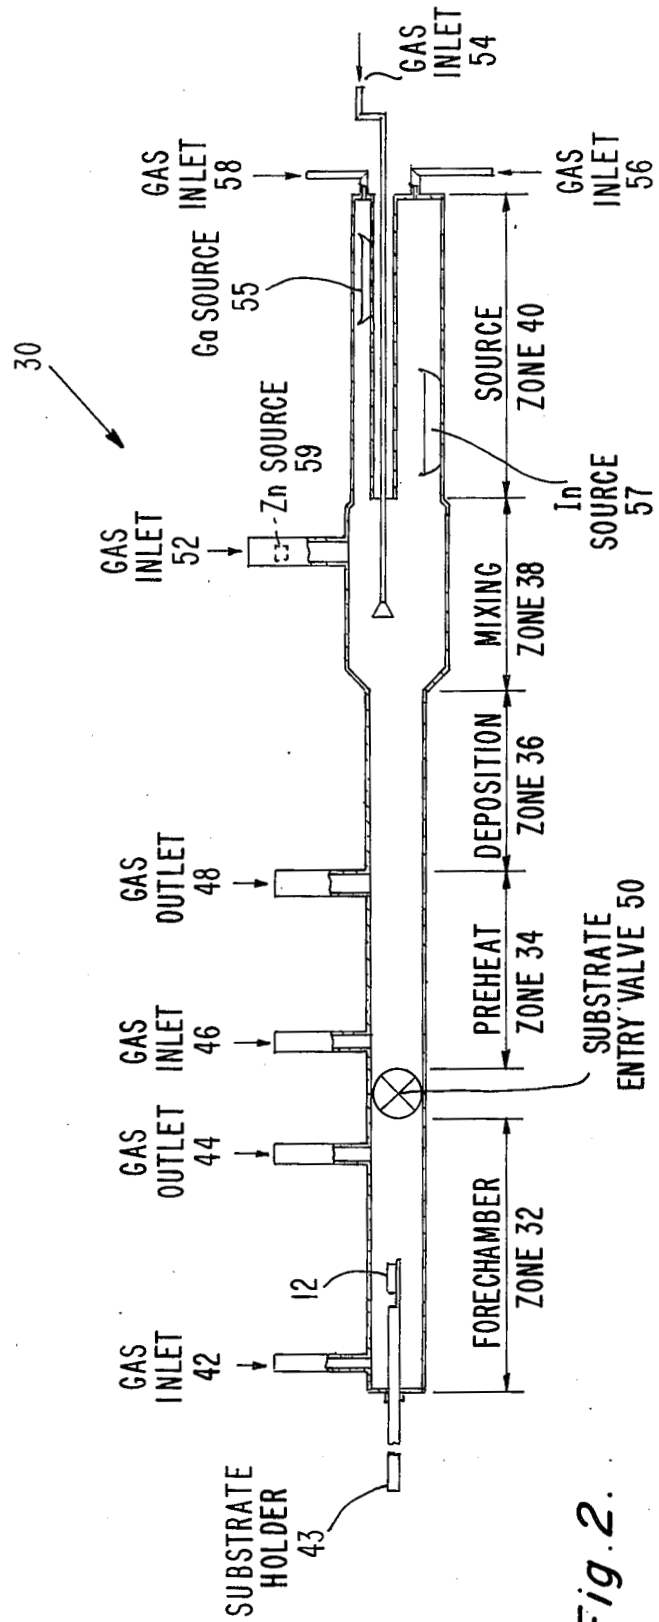 30
GAS
INLET
54
GAS
INLET
58
GAS
INLET
56
Ga SOURCE
55
Zn SOURCE
59
In
SOURCE
57
GAS
INLET
52
GAS
OUTLET
48
GAS
INLET
46
GAS
OUTLET
44
GAS
INLET
42
SUBSTRATE
HOLDER
43
12
FORECHAMBER
ZONE 32
SUBSTRATE
ENTRY VALVE 50
PREHEAT
ZONE 34
DEPOSITION
ZONE 36
MIXING
ZONE 38
SOURCE
ZONE 40
Fig. 2.